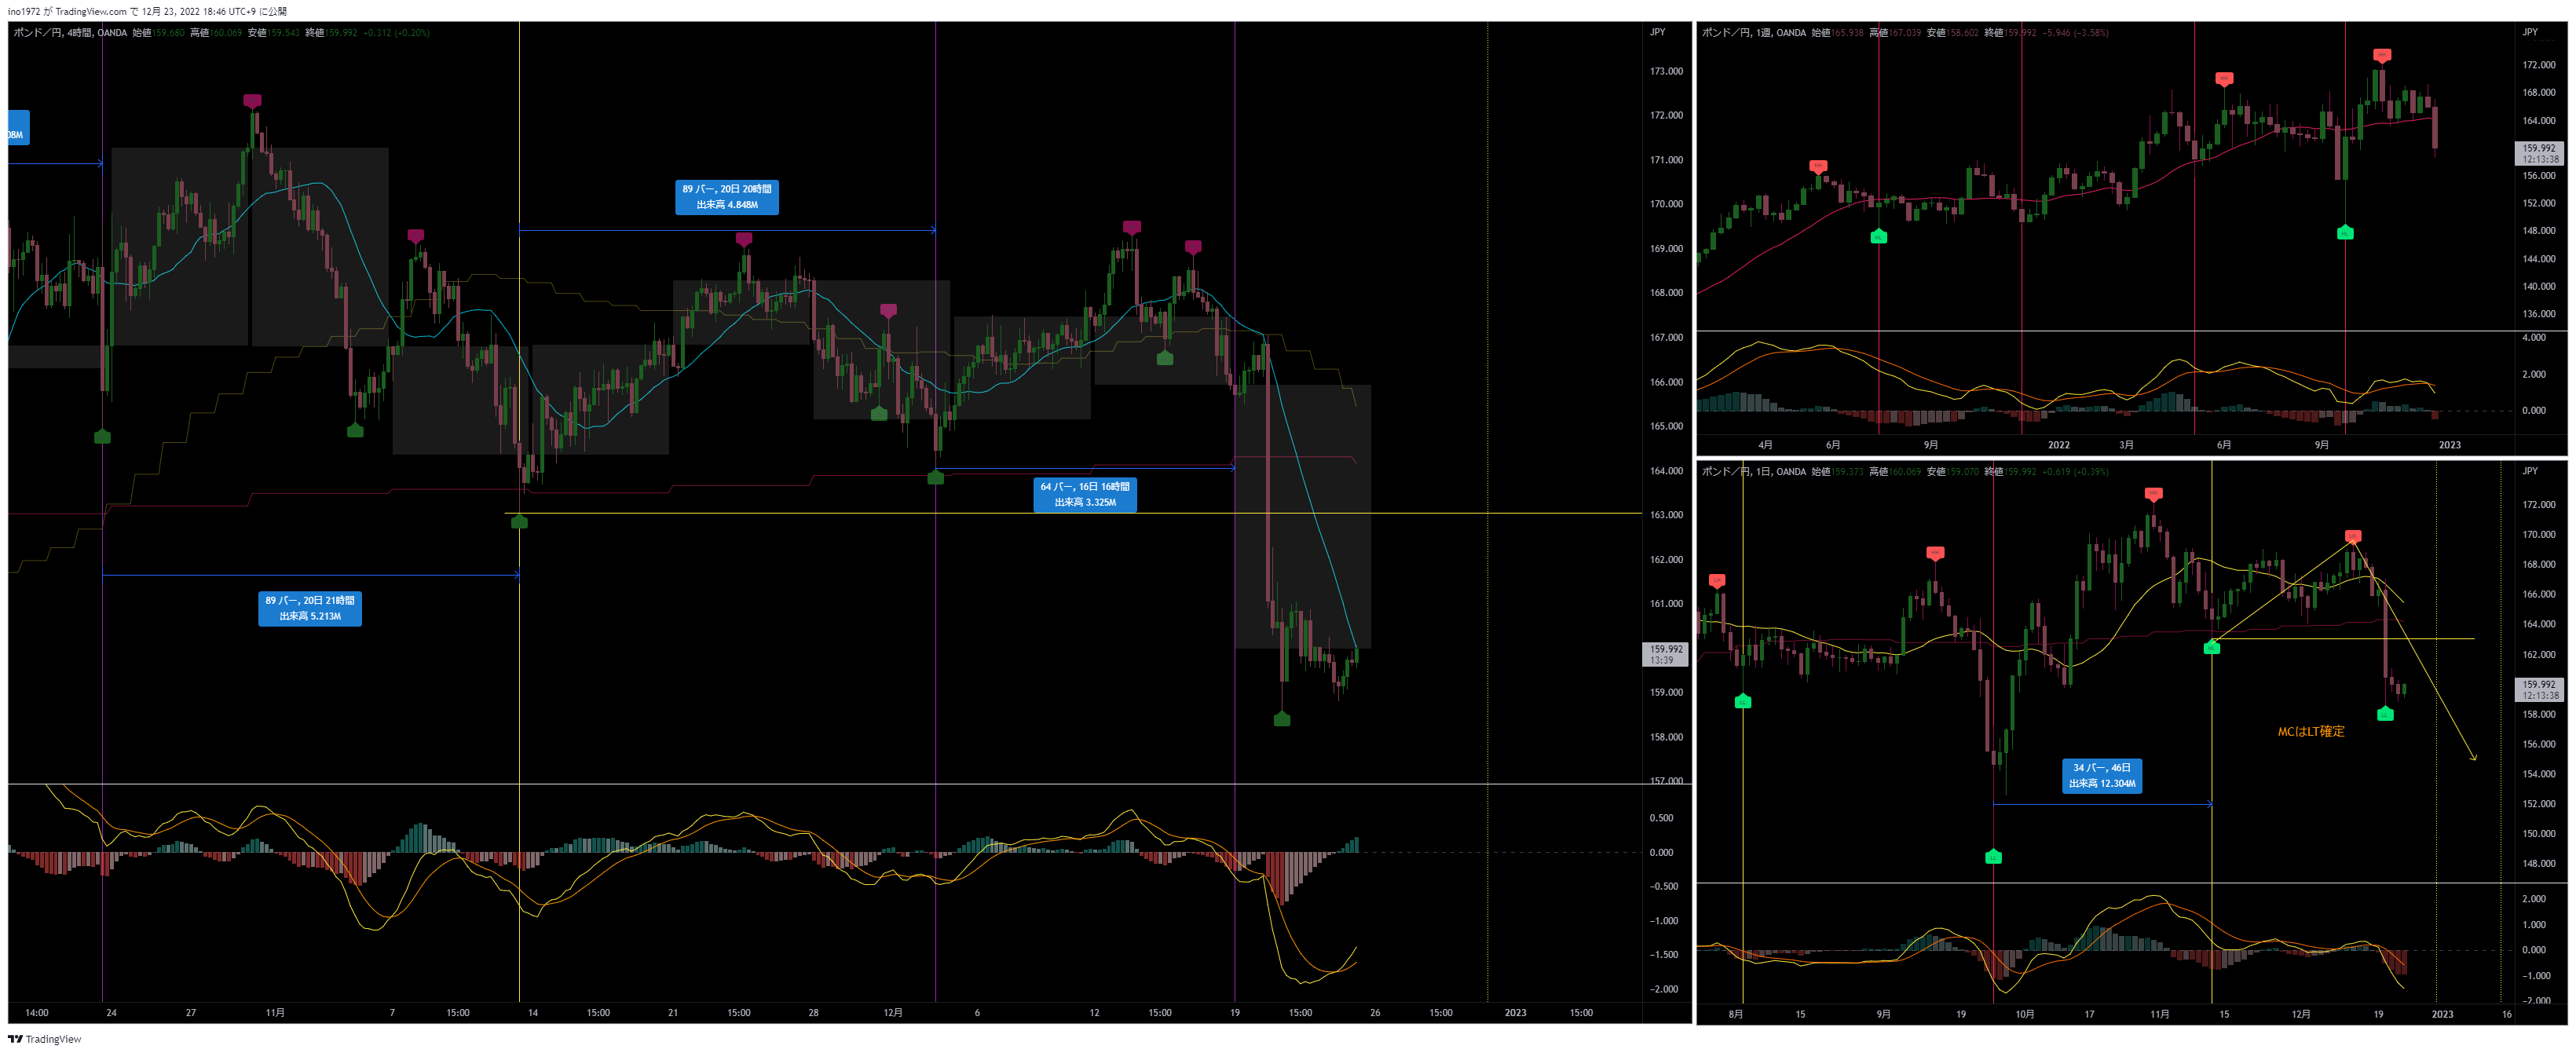 ino1972 が TradingView.com で 12月 23, 2022 18:46 UTC+9 に公開
ポンド／円, 4時間, OANDA 始値159.680 高値160.069 安値159.543 終値159.992 +0.312 (+0.20%)
JPY
173.000
172.000
171.000
170.000
169.000
168.000
167.000
166.000
165.000
164.000
163.000
162.000
161.000
159.992
13:39
159.000
158.000
157.000
08M
89 バー, 20日 20時間
出来高 4.848M
64 バー, 16日 16時間
出来高 3.325M
89 バー, 20日 21時間
出来高 5.213M
0.500
0.000
-0.500
-1.000
-1.500
-2.000
14:00 24 27 11月 7 15:00 14 15:00 21 15:00 28 12月 6 12 15:00 19 15:00 26 15:00 2023 15:00
ポンド／円, 1週, OANDA 始値165.938 高値167.039 安値158.602 終値159.992 -5.946 (-3.58%)
JPY
172.000
168.000
164.000
159.992
12:13:38
156.000
152.000
148.000
144.000
140.000
136.000
4.000
2.000
0.000
4月 6月 9月 2022 3月 6月 9月 2023
ポンド／円, 1日, OANDA 始値159.373 高値160.069 安値159.070 終値159.992 +0.619 (+0.39%)
JPY
172.000
170.000
168.000
166.000
164.000
162.000
159.992
12:13:38
158.000
156.000
154.000
152.000
150.000
148.000
MCはLT確定
34 バー, 46日
出来高 12.304M
2.000
1.000
0.000
-1.000
-2.000
8月 15 9月 19 10月 17 11月 15 12月 19 2023 16
TradingView